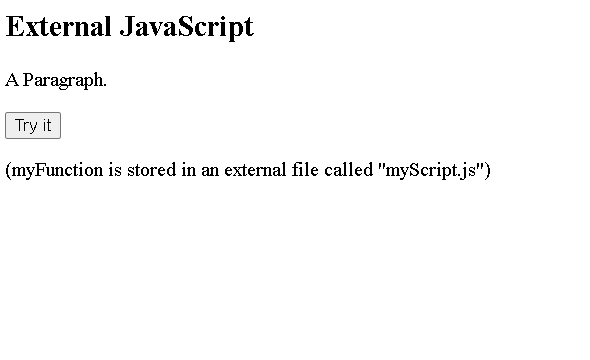 External JavaScript
A Paragraph.
Try it
(myFunction is stored in an external file called "myScript.js")